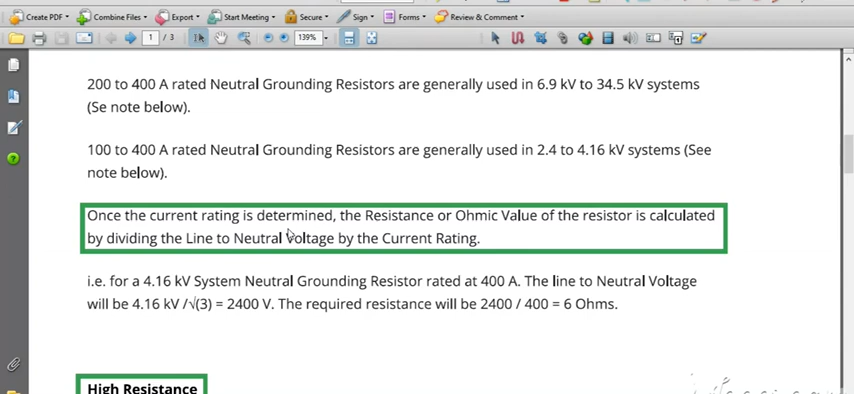 Create PDF Combine Files Export Start Meeting Secure Sign Forms Review & Comment
1 / 3 139%
200 to 400 A rated Neutral Grounding Resistors are generally used in 6.9 kV to 34.5 kV systems
(Se note below).
100 to 400 A rated Neutral Grounding Resistors are generally used in 2.4 to 4.16 kV systems (See
note below).
Once the current rating is determined, the Resistance or Ohmic Value of the resistor is calculated
by dividing the Line to Neutral Voltage by the Current Rating.
i.e. for a 4.16 kV System Neutral Grounding Resistor rated at 400 A. The line to Neutral Voltage
will be 4.16 kV /√(3) = 2400 V. The required resistance will be 2400 / 400 = 6 Ohms.
High Resistance